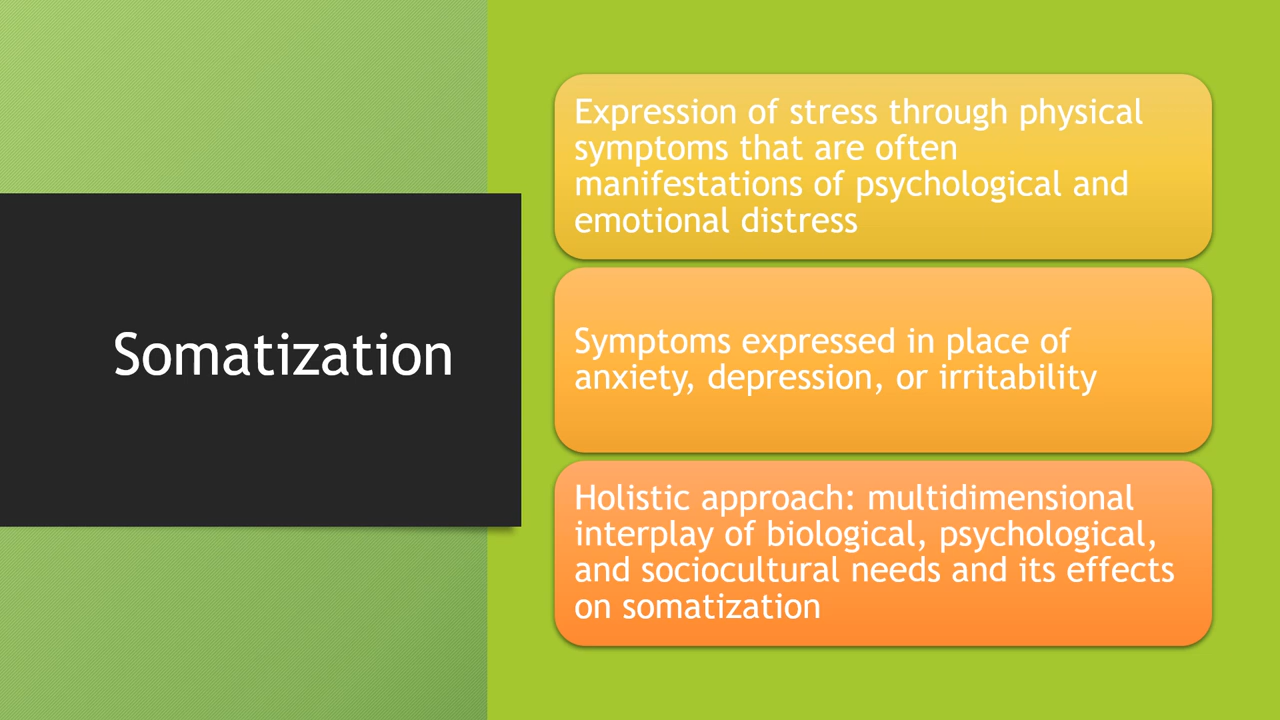 Somatization
Expression of stress through physical
symptoms that are often
manifestations of psychological and
emotional distress
Symptoms expressed in place of
anxiety, depression, or irritability
Holistic approach: multidimensional
interplay of biological, psychological,
and sociocultural needs and its effects
on somatization